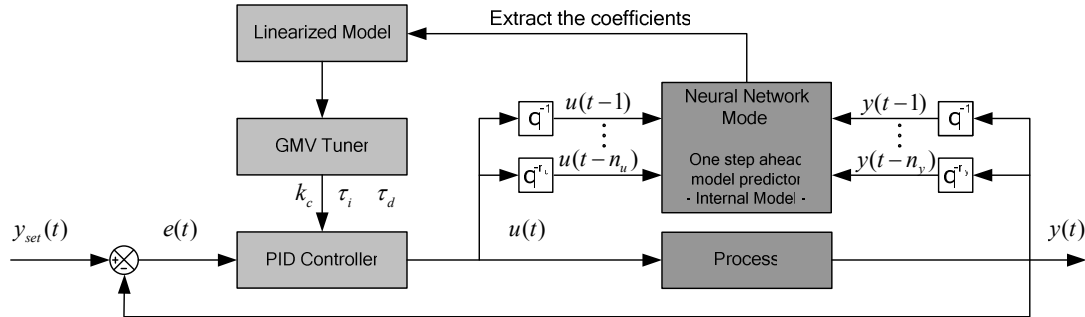 Extract the coefficients
Linearized Model
GMV Tuner
k_c τ_i τ_d
PID Controller
y_set(t)
e(t)
+
−
u(t)
q^-1
u(t−1)
⋮
u(t−n_u)
Neural Network
Mode
One step ahead
model predictor
- Internal Model -
y(t−1)
q^-1
⋮
y(t−n_y)
Process
y(t)